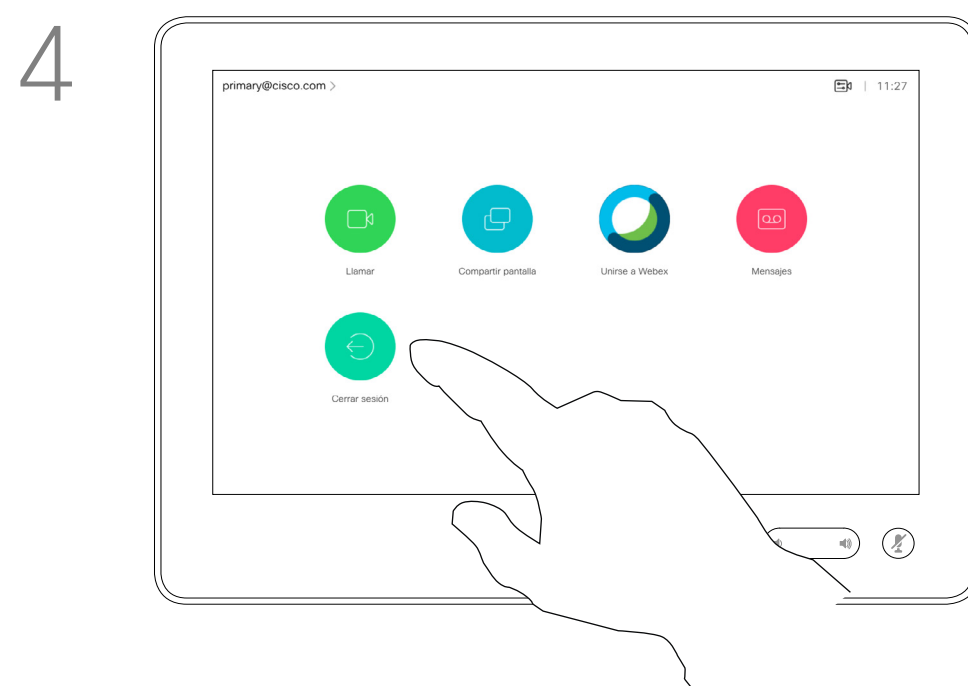 4
primary@cisco.com >
11:27
Llamar
Compartir pantalla
Unirse a Webex
Mensajes
Cerrar sesión